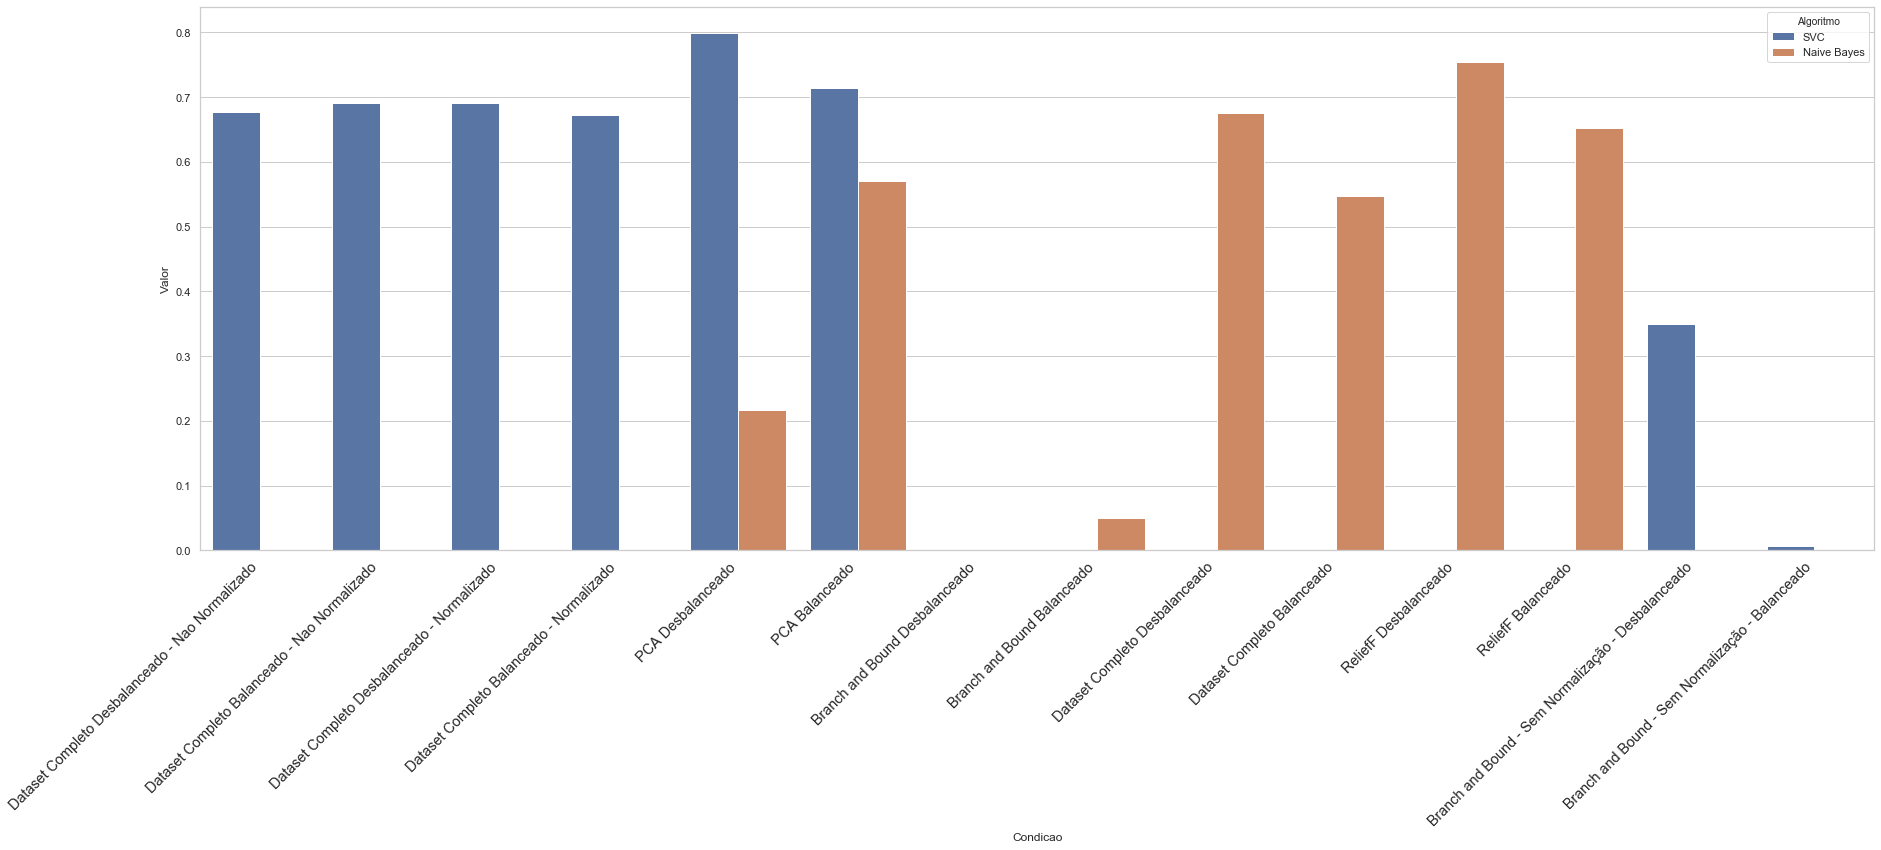 Algoritmo
SVC
Naive Bayes
Valor
0.8
0.7
0.6
0.5
0.4
0.3
0.2
0.1
0.0
Dataset Completo Desbalanceado - Nao Normalizado
Dataset Completo Balanceado - Nao Normalizado
Dataset Completo Desbalanceado - Normalizado
Dataset Completo Balanceado - Normalizado
PCA Desbalanceado
PCA Balanceado
Branch and Bound Desbalanceado
Branch and Bound Balanceado
Dataset Completo Desbalanceado
Dataset Completo Balanceado
ReliefF Desbalanceado
ReliefF Balanceado
Branch and Bound - Sem Normalização - Desbalanceado
Branch and Bound - Sem Normalização - Balanceado
Condicao